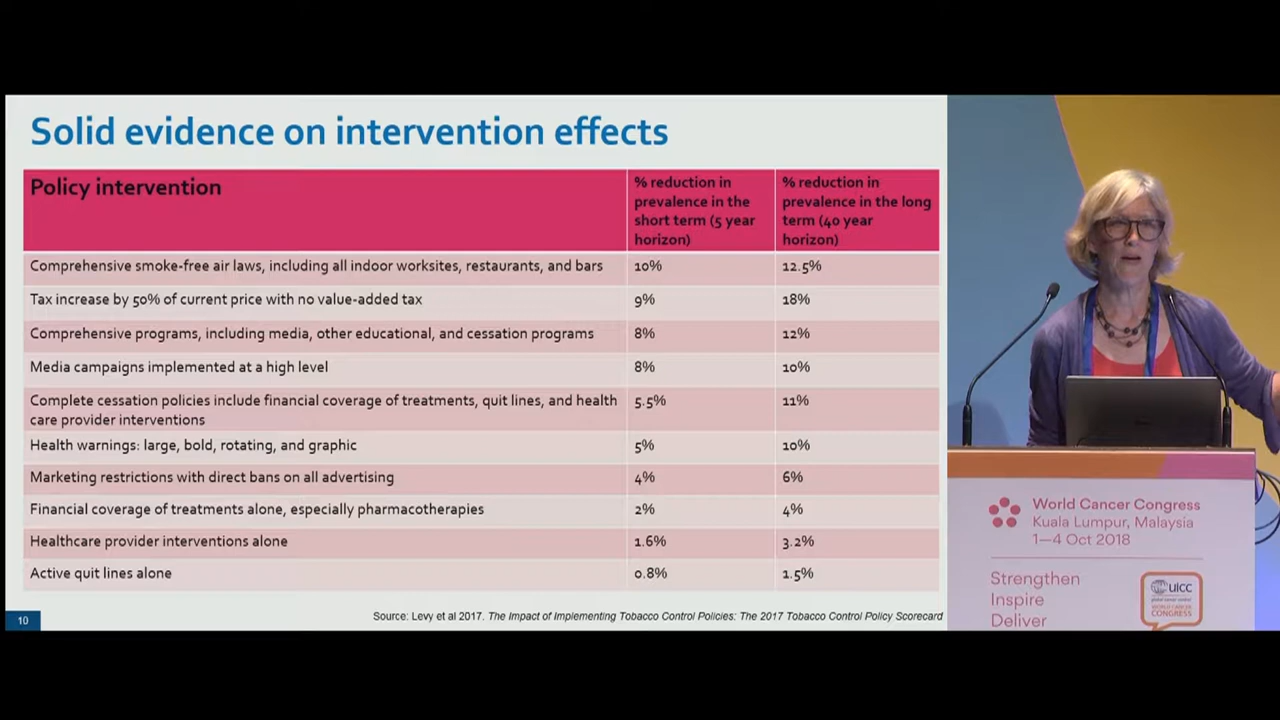 Solid evidence on intervention effects
Policy intervention
% reduction in
prevalence in the
short term (5 year
horizon)
% reduction in
prevalence in the long
term (40 year
horizon)
Comprehensive smoke-free air laws, including all indoor worksites, restaurants, and bars
10%
12.5%
Tax increase by 50% of current price with no value-added tax
9%
18%
Comprehensive programs, including media, other educational, and cessation programs
8%
12%
Media campaigns implemented at a high level
8%
10%
Complete cessation policies include financial coverage of treatments, quit lines, and health
care provider interventions
5.5%
11%
Health warnings: large, bold, rotating, and graphic
5%
10%
Marketing restrictions with direct bans on all advertising
4%
6%
Financial coverage of treatments alone, especially pharmacotherapies
2%
4%
Healthcare provider interventions alone
1.6%
3.2%
Active quit lines alone
0.8%
1.5%
10
Source: Levy et al 2017. The Impact of Implementing Tobacco Control Policies: The 2017 Tobacco Control Policy Scorecard
World Cancer Congress
Kuala Lumpur, Malaysia
1—4 Oct 2018
Strengthen
Inspire
Deliver
uicc
WORLD CANCER
CONGRESS